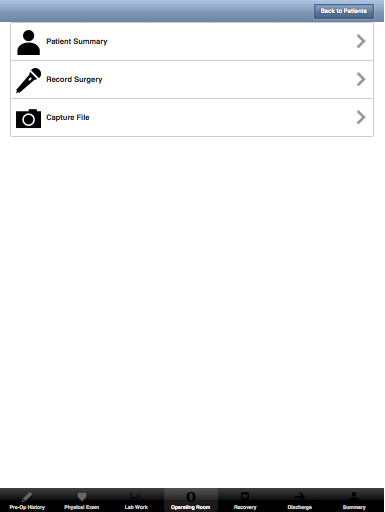 Back to Patients
Patient Summary
Record Surgery
Capture File
Pre-Op History Physical Exam Lab Work Operating Room Recovery Discharge Summary